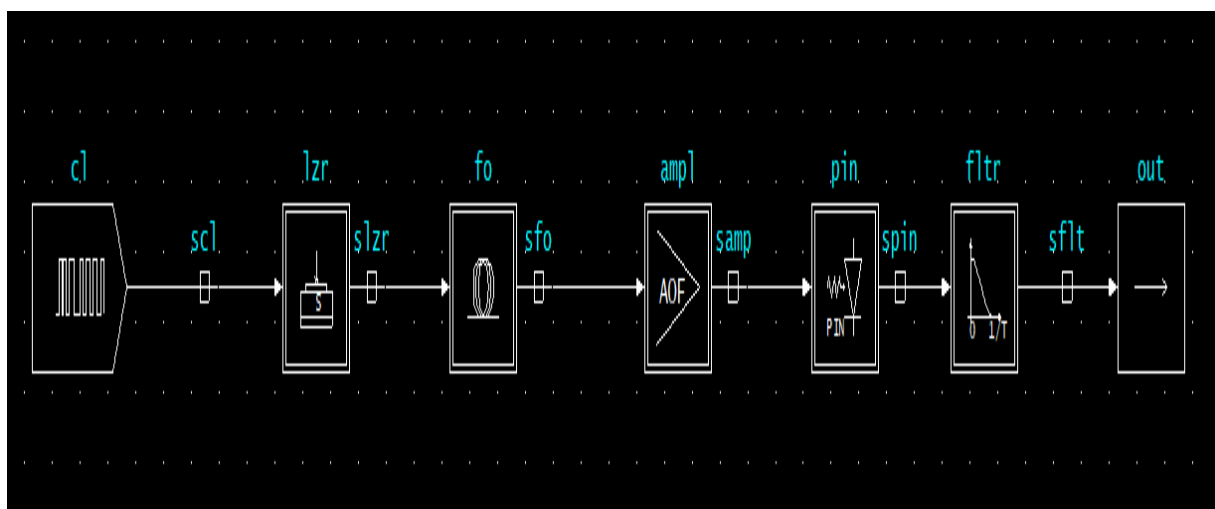 cl lzr fo ampl pin fltr out
scl slzr sfo samp spin sflt
S AOF PIN 0 1/T